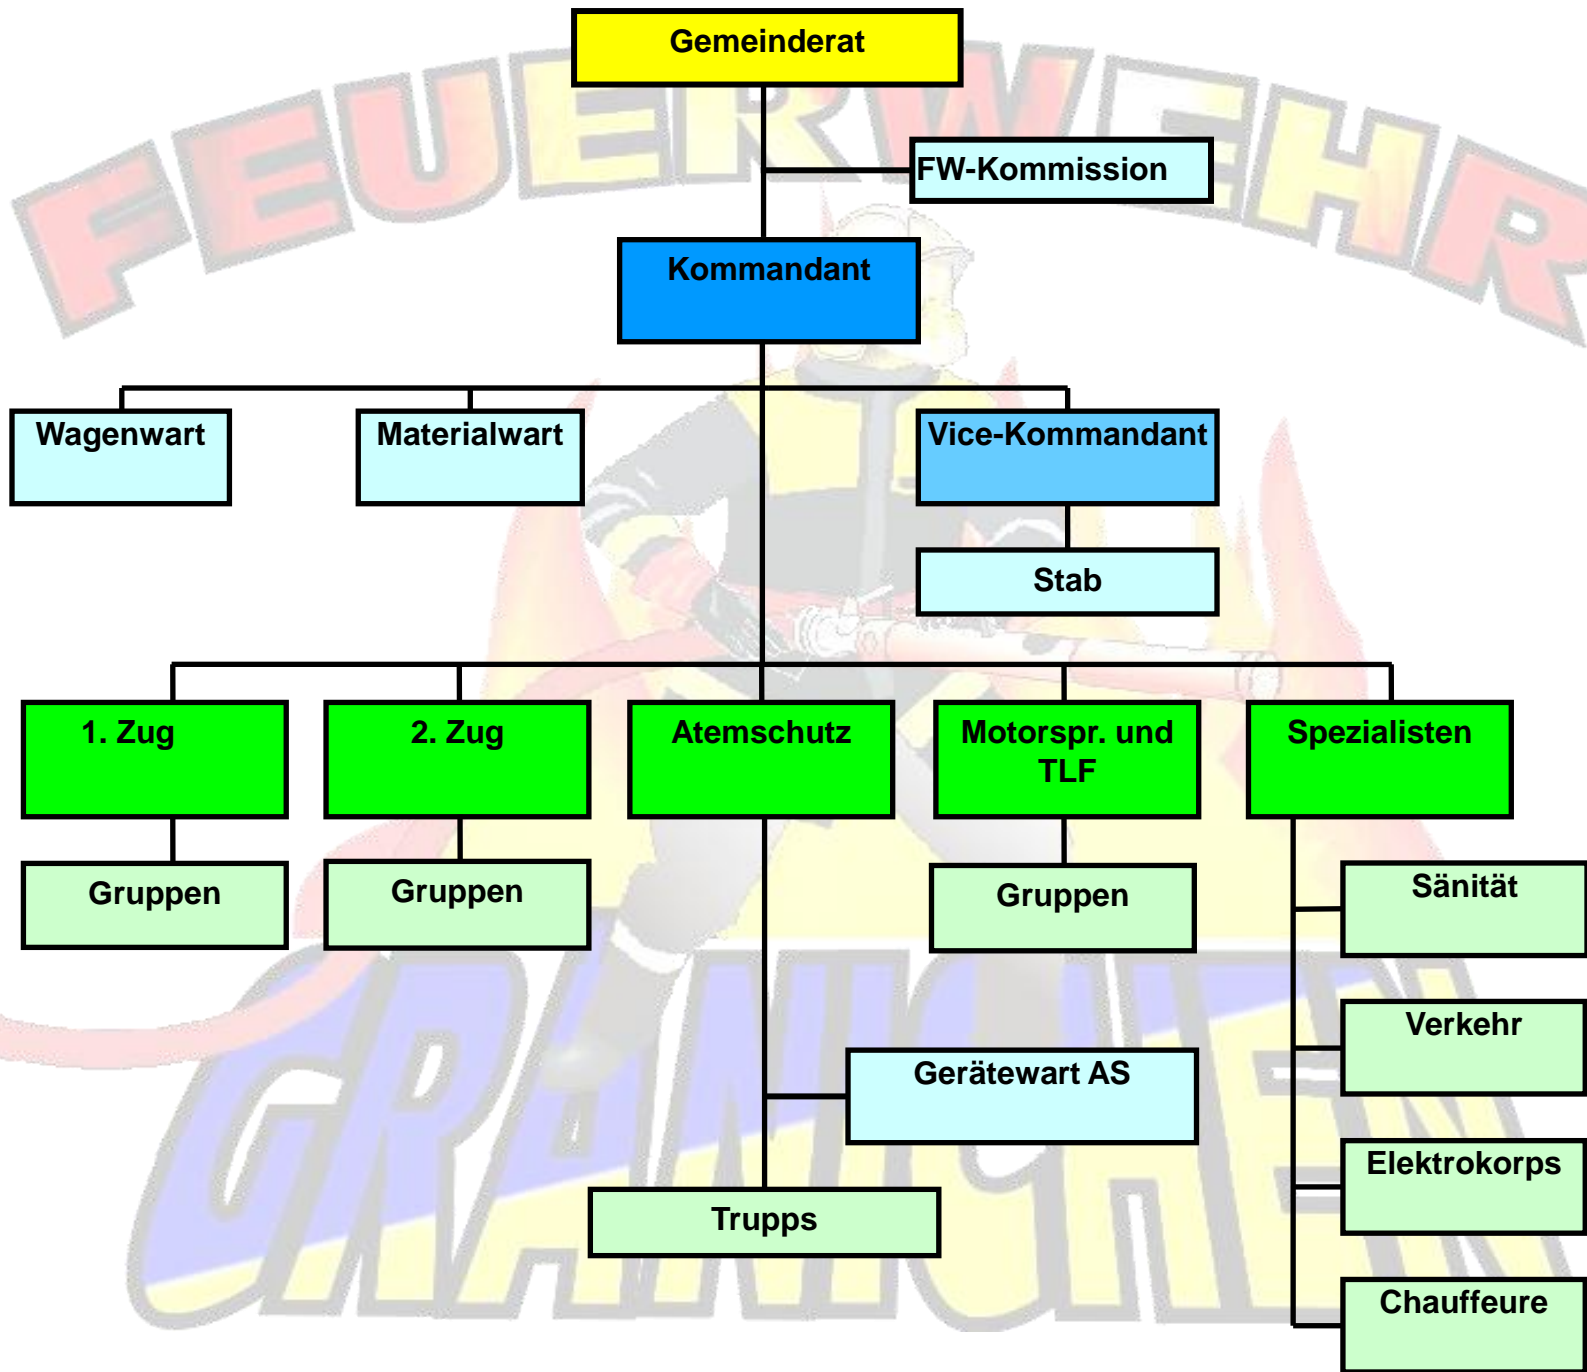 FEUERWEHR
Gemeinderat
FW-Kommission
Kommandant
Wagenwart
Materialwart
Vice-Kommandant
Stab
1. Zug
2. Zug
Atemschutz
Motorspr. und
TLF
Spezialisten
Gruppen
Gruppen
Gruppen
Sänität
Verkehr
Gerätewart AS
Elektrokorps
Trupps
Chauffeure
GRÄNICHEN